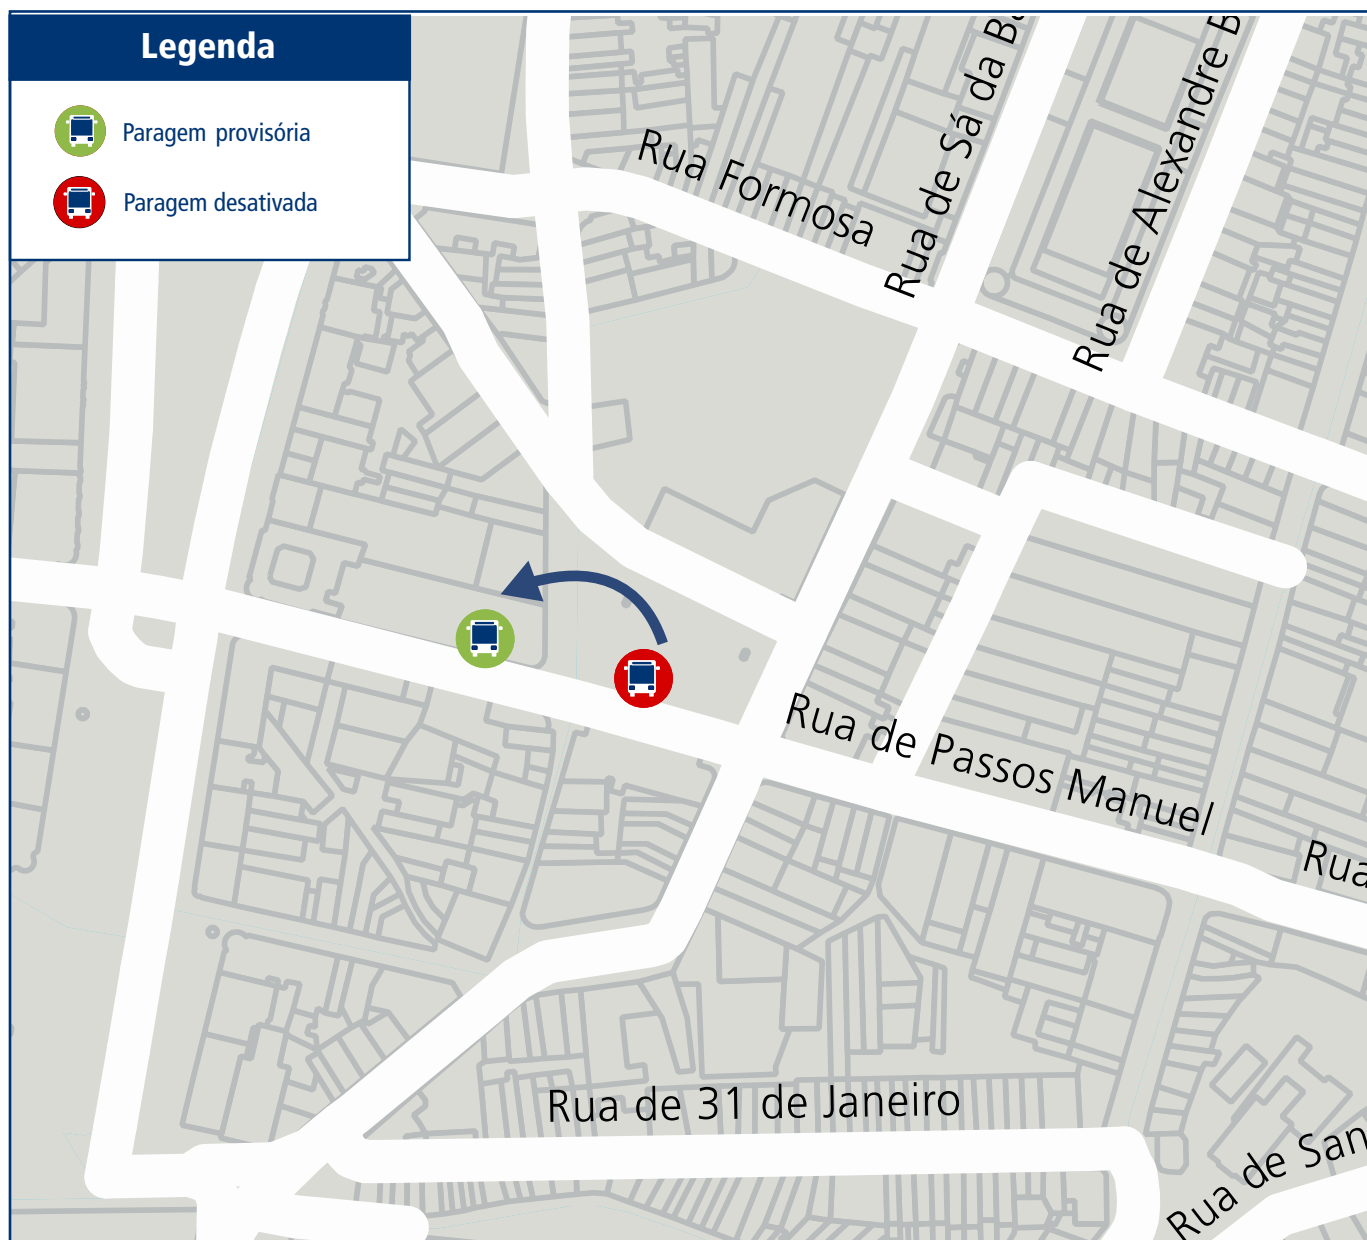 Legenda
Paragem provisória
Paragem desativada
Rua Formosa
Rua de Sá da
Rua de Alexandre
Rua de Passos Manuel
Rua
Rua de 31 de Janeiro
Rua de San